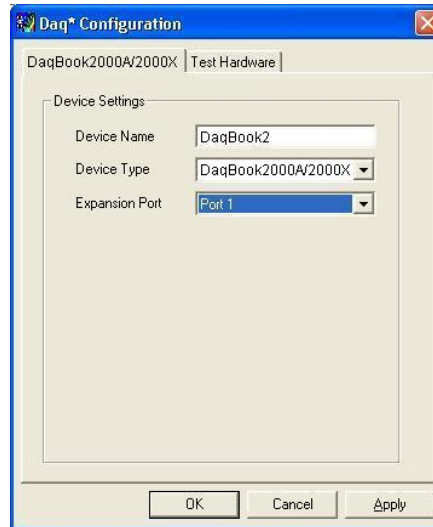 Daq* Configuration
DaqBook2000A/2000X Test Hardware
Device Settings
Device Name DaqBook2
Device Type DaqBook2000A/2000X
Expansion Port Port 1
OK Cancel Apply